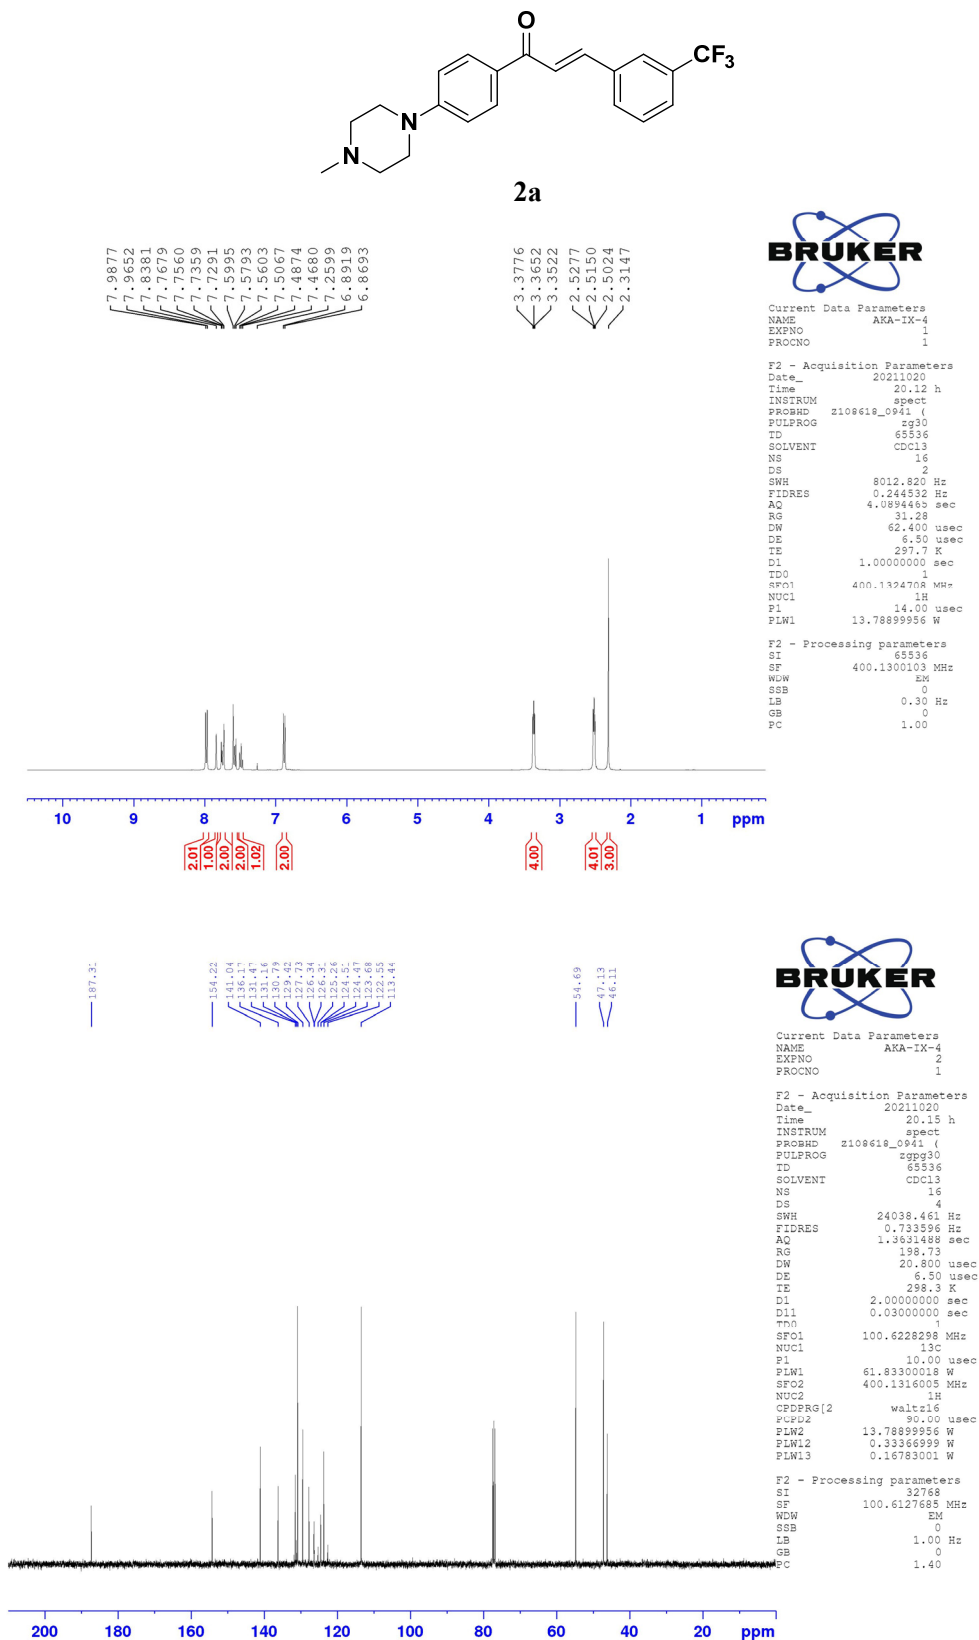 O
CF3
N
N
2a
7.9877
7.9652
7.8381
7.7679
7.7560
7.7359
7.7291
7.5995
7.5793
7.5603
7.5067
7.4874
7.4680
7.2599
6.8919
6.8693
3.3776
3.3652
3.3522
2.5277
2.5150
2.5024
2.3147
BRUKER
Current Data Parameters
NAME AKA-IX-4
EXPNO 1
PROCNO 1
F2 - Acquisition Parameters
Date_ 20211020
Time 20.12 h
INSTRUM spect
PROBHD Z108618_0941 (
PULPROG zg30
TD 65536
SOLVENT CDCl3
NS 16
DS 2
SWH 8012.820 Hz
FIDRES 0.244532 Hz
AQ 4.0894465 sec
RG 31.28
DW 62.400 usec
DE 6.50 usec
TE 297.7 K
D1 1.00000000 sec
TD0 1
SFO1 400.1324708 MHz
NUC1 1H
P1 14.00 usec
PLW1 13.78899956 W
F2 - Processing parameters
SI 65536
SF 400.1300103 MHz
WDW EM
SSB 0
LB 0.30 Hz
GB 0
PC 1.00
10 9 8 7 6 5 4 3 2 1 ppm
2.01
1.00
2.00
2.00
1.02
2.00
4.00
4.01
3.00
187.31
154.22
141.04
136.17
131.47
131.16
130.79
129.42
127.73
126.34
126.31
125.26
124.51
124.47
123.68
122.55
113.44
54.69
47.13
46.11
BRUKER
Current Data Parameters
NAME AKA-IX-4
EXPNO 2
PROCNO 1
F2 - Acquisition Parameters
Date_ 20211020
Time 20.15 h
INSTRUM spect
PROBHD Z108618_0941 (
PULPROG zgpg30
TD 65536
SOLVENT CDCl3
NS 16
DS 4
SWH 24038.461 Hz
FIDRES 0.733596 Hz
AQ 1.3631488 sec
RG 198.73
DW 20.800 usec
DE 6.50 usec
TE 298.3 K
D1 2.00000000 sec
D11 0.03000000 sec
TD0 1
SFO1 100.6228298 MHz
NUC1 13C
P1 10.00 usec
PLW1 61.83300018 W
SFO2 400.1316005 MHz
NUC2 1H
CPDPRG[2 waltz16
PCPD2 90.00 usec
PLW2 13.78899956 W
PLW12 0.33366999 W
PLW13 0.16783001 W
F2 - Processing parameters
SI 32768
SF 100.6127685 MHz
WDW EM
SSB 0
LB 1.00 Hz
GB 0
PC 1.40
200 180 160 140 120 100 80 60 40 20 ppm